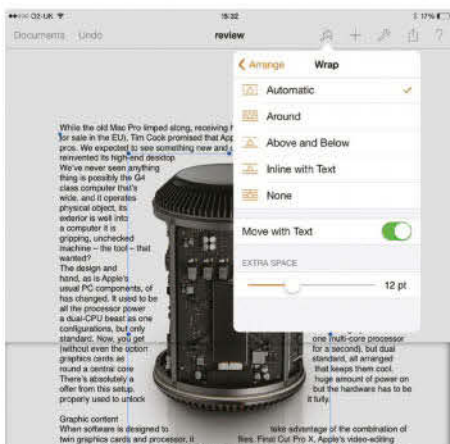 O2-UK 15:32 17%
Documents Undo review ?
Arrange Wrap
Automatic
Around
Above and Below
Inline with Text
None
Move with Text
EXTRA SPACE
12 pt
While the old Mac Pro limped along, receiving
for sale in the EU), Tim Cook promised that App
pros. We expected to see something new and
reinvented its high-end desktop
We've never seen anything
thing is possibly the G4
class computer that's
wide, and it operates
physical object, its
exterior is well into
a computer it is
gripping, unchecked
machine – the tool – that
wanted?
The design and
hand, as is Apple's
usual PC components, of
has changed. It used to be
all the processor power
a dual-CPU beast as one
configurations, but only
standard. Now, you get one multi-core processor
(without even the option for a second), but dual
graphics cards as standard, all arranged
round a central core that keeps them cool.
There's absolutely a huge amount of power on
offer from this setup, but the hardware has to be
properly used to unlock it fully.
Graphic content
When software is designed to take advantage of the combination of
twin graphics cards and processor, it flies. Final Cut Pro X, Apple's video-editing